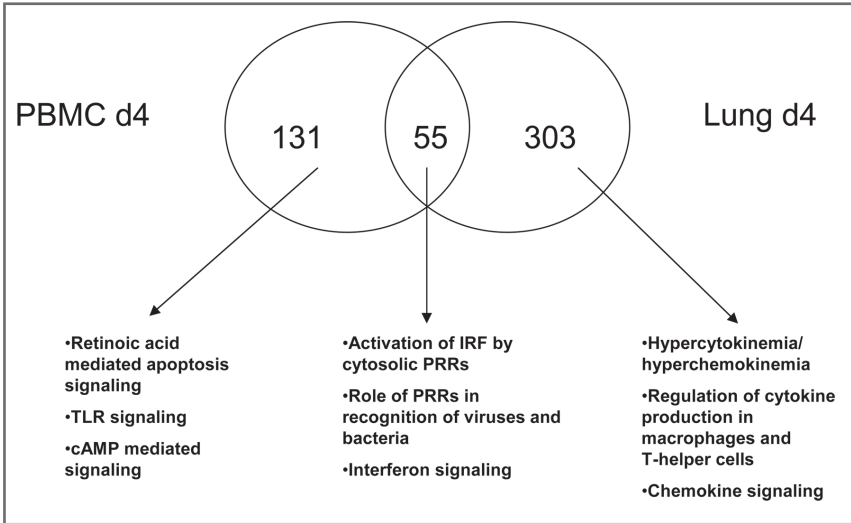 PBMC d4
131
55
303
Lung d4
•Retinoic acid
mediated apoptosis
signaling
•TLR signaling
•cAMP mediated
signaling
•Activation of IRF by
cytosolic PRRs
•Role of PRRs in
recognition of viruses and
bacteria
•Interferon signaling
•Hypercytokinemia/
hyperchemokinemia
•Regulation of cytokine
production in
macrophages and
T-helper cells
•Chemokine signaling